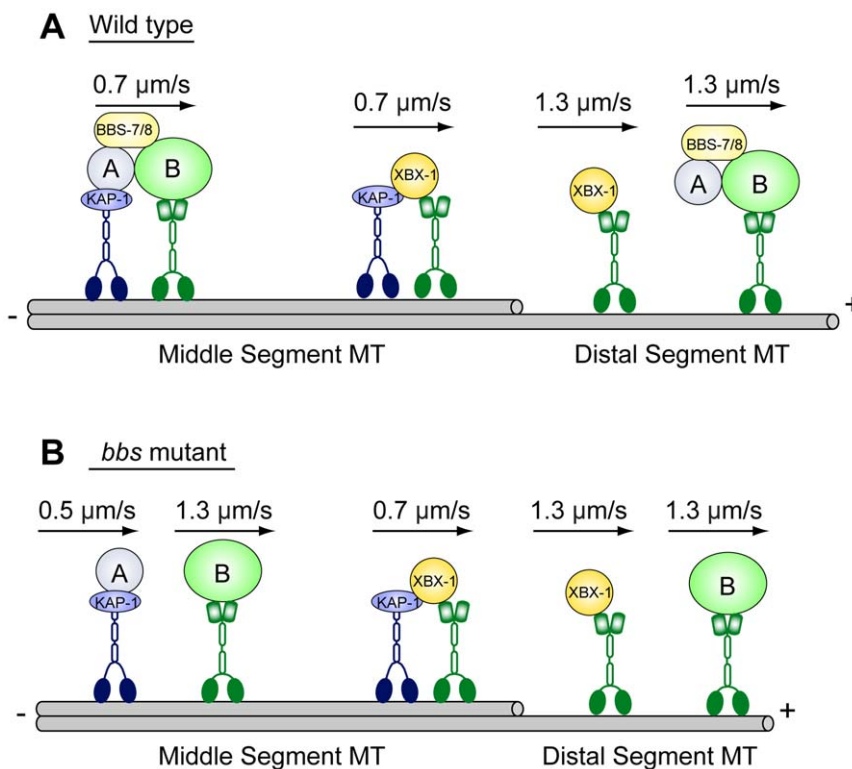 A Wild type
0.7 μm/s 0.7 μm/s 1.3 μm/s 1.3 μm/s
BBS-7/8 BBS-7/8
A B XBX-1 XBX-1 A B
KAP-1 KAP-1
- +
Middle Segment MT Distal Segment MT
B bbs mutant
0.5 μm/s 1.3 μm/s 0.7 μm/s 1.3 μm/s 1.3 μm/s
A B XBX-1 XBX-1 B
KAP-1 KAP-1
- +
Middle Segment MT Distal Segment MT